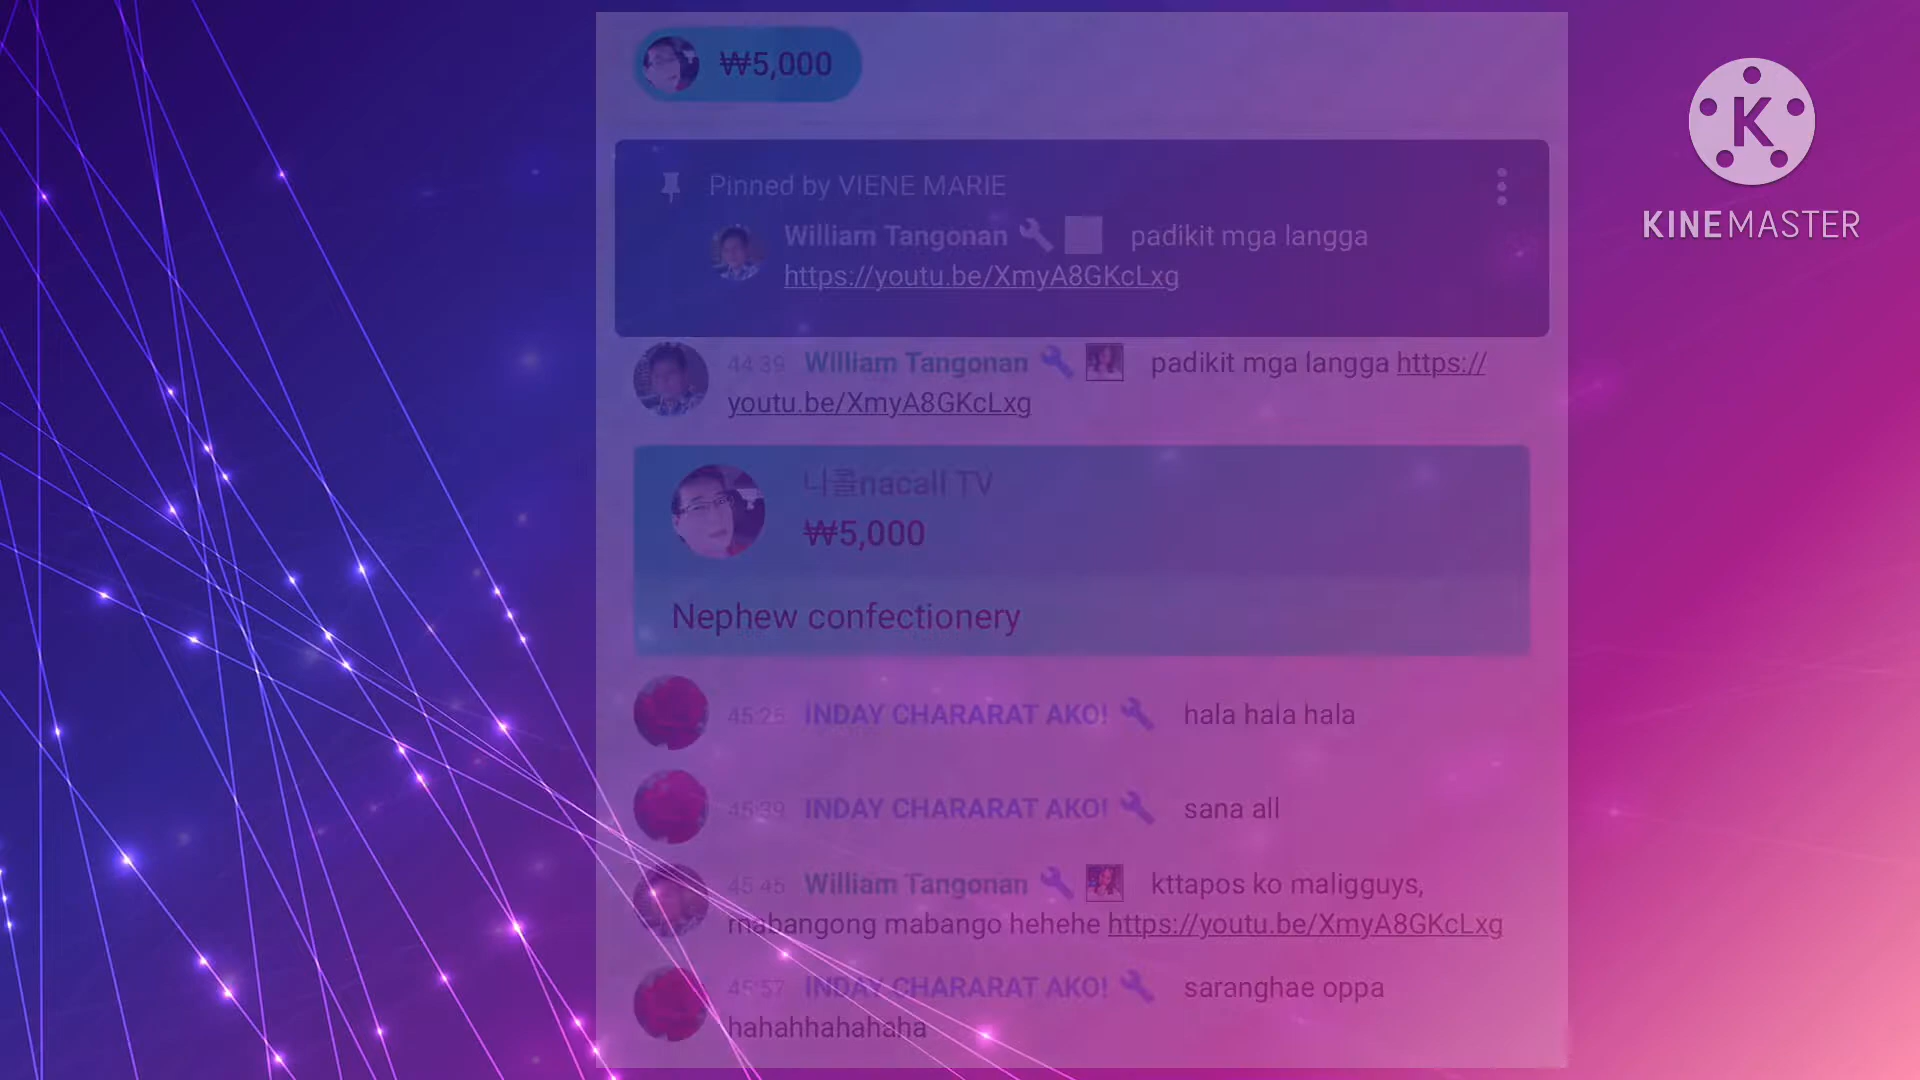 ₩5,000
Pinned by VIENE MARIE
William Tangonan padikit mga langga
https://youtu.be/XmyA8GKcLxg
44:39 William Tangonan padikit mga langga https://
youtu.be/XmyA8GKcLxg
나콜nacall TV
₩5,000
Nephew confectionery
45:25 INDAY CHARARAT AKO! hala hala hala
45:39 INDAY CHARARAT AKO! sana all
45:45 William Tangonan kttapos ko maligguys,
mabangong mabango hehehe https://youtu.be/XmyA8GKcLxg
45:57 INDAY CHARARAT AKO! saranghae oppa
hahahhahahaha
K
KINEMASTER